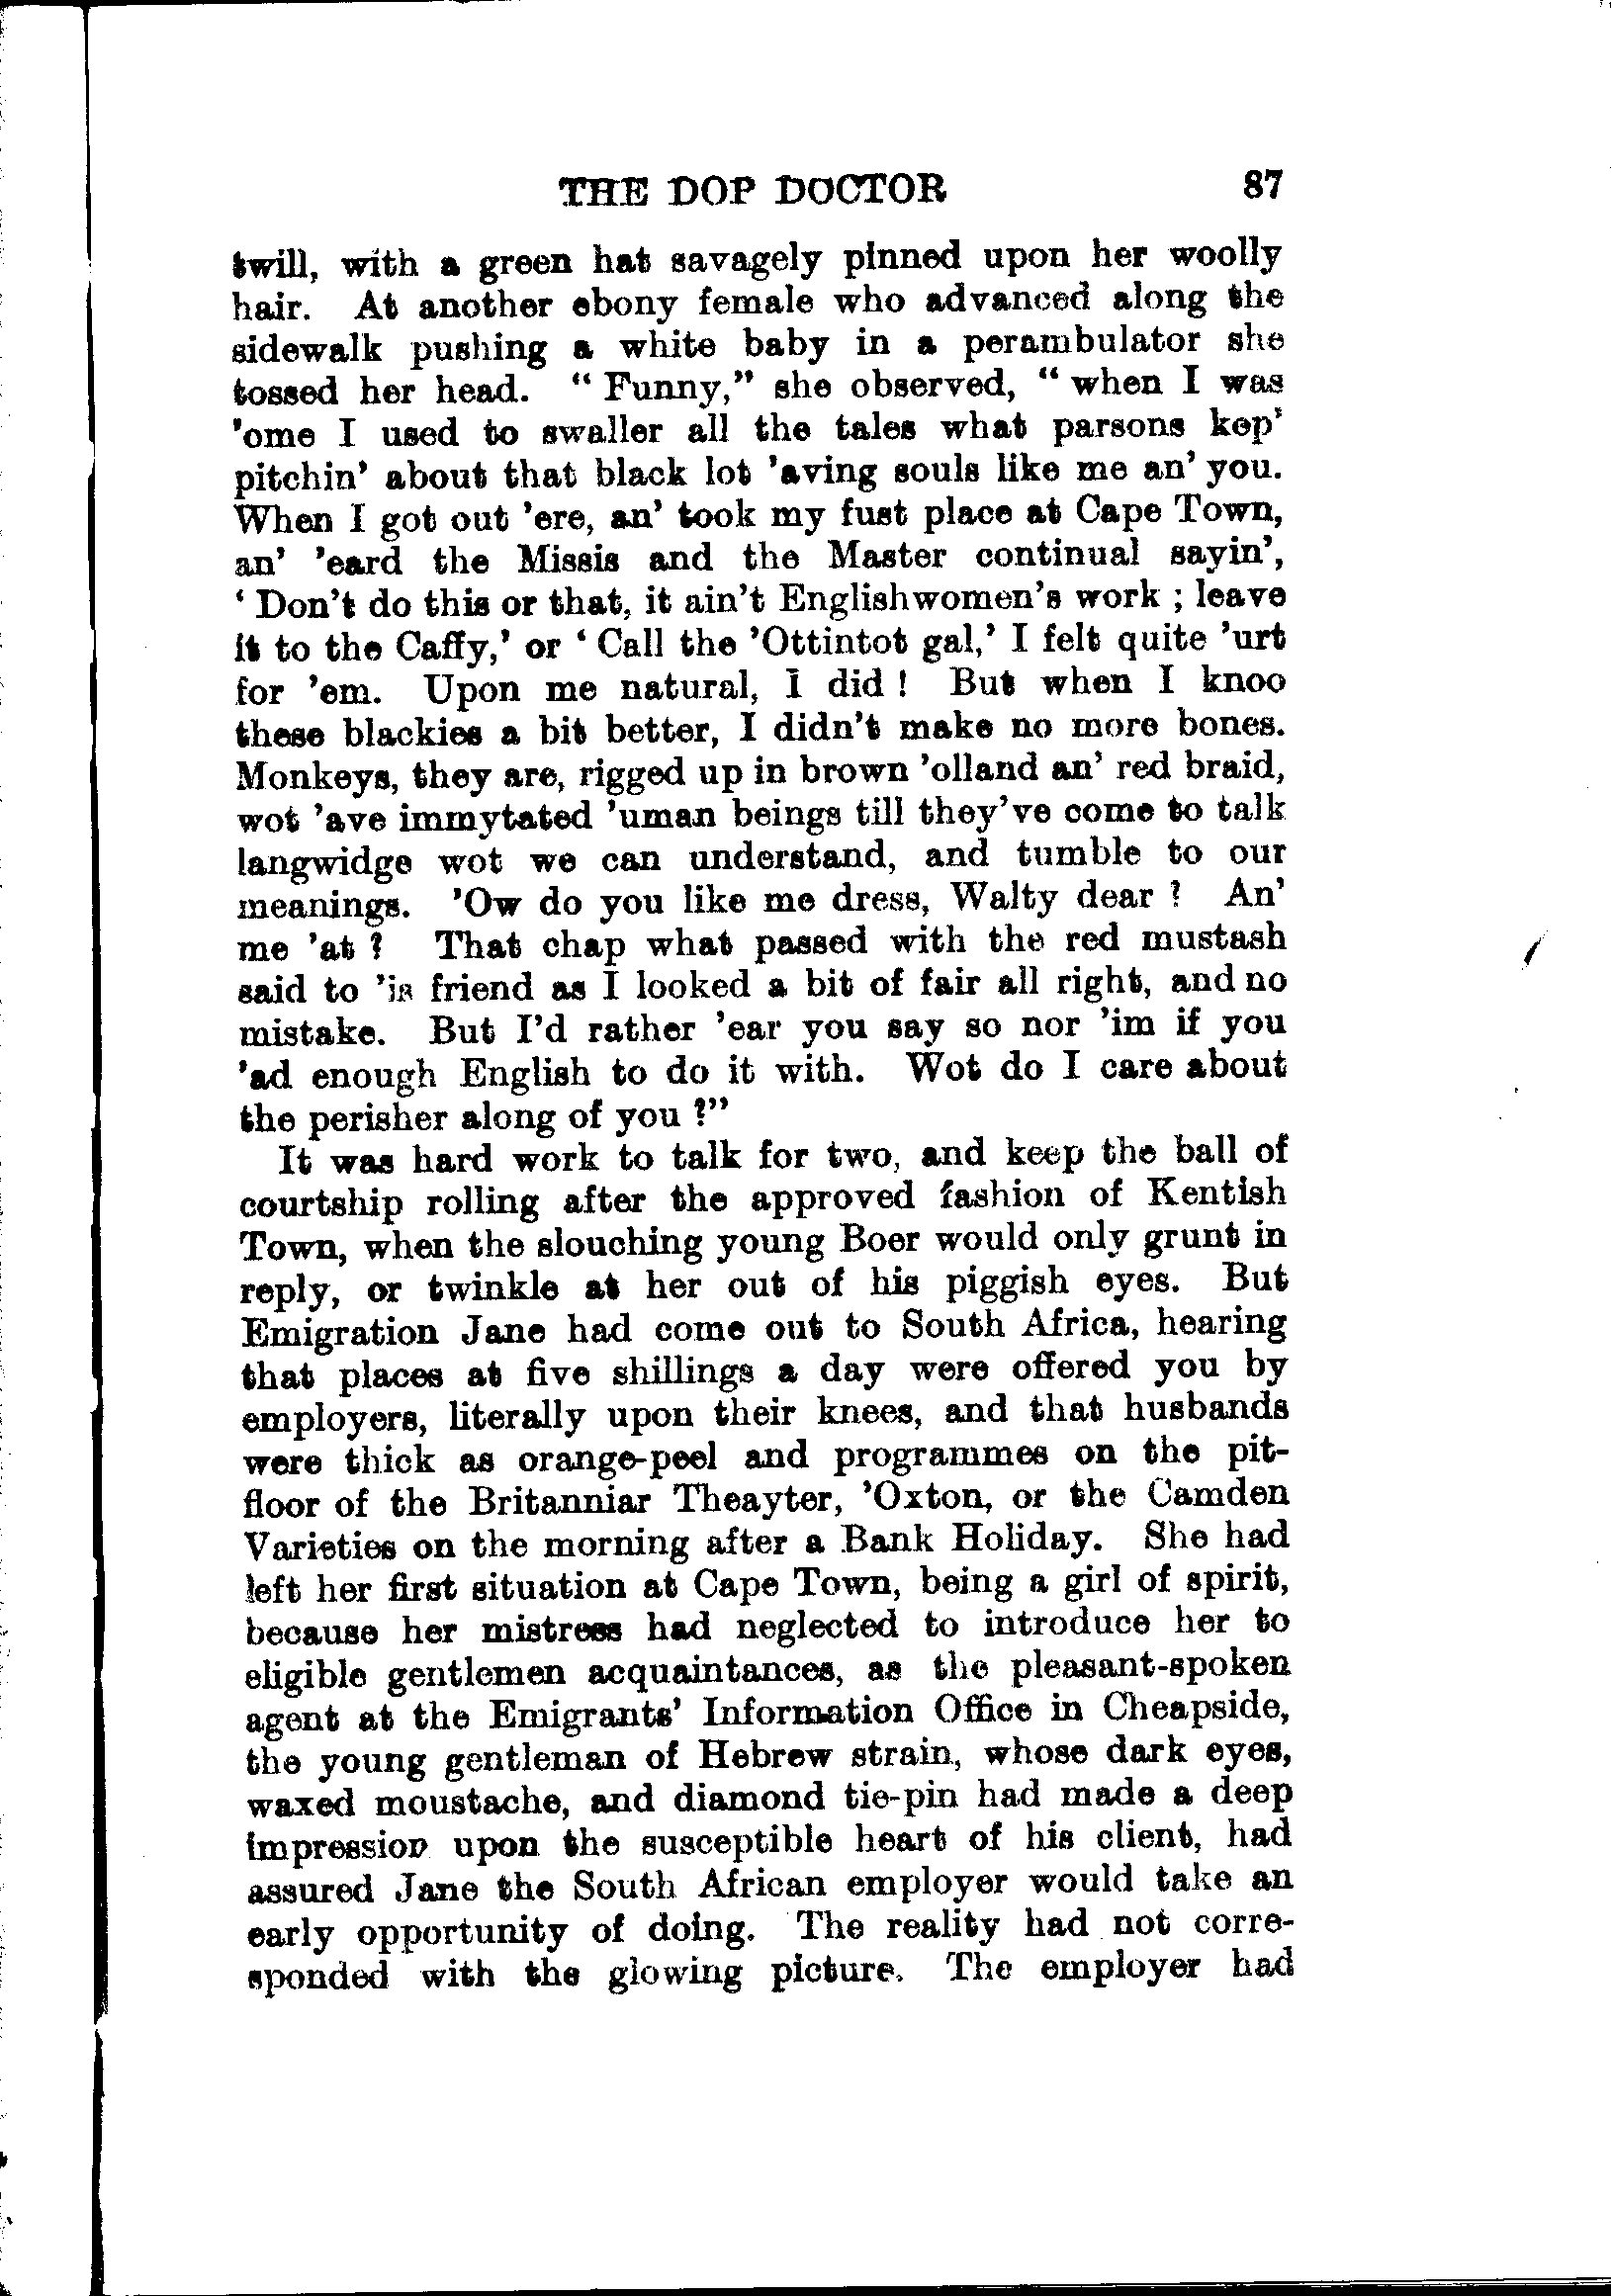 THE DOP DOCTOR 87
twill, with a green hat savagely pinned upon her woolly
hair. At another ebony female who advanced along the
sidewalk pushing a white baby in a perambulator she
tossed her head. “ Funny,” she observed, “ when I was
’ome I used to swaller all the tales what parsons kep’
pitchin’ about that black lot ’aving souls like me an’ you.
When I got out ’ere, an’ took my fust place at Cape Town,
an’ ’eard the Missis and the Master continual sayin’,
‘ Don’t do this or that, it ain’t Englishwomen’s work ; leave
it to the Caffy,’ or ‘ Call the ’Ottintot gal,’ I felt quite ’urt
for ’em. Upon me natural, I did ! But when I knoo
these blackies a bit better, I didn’t make no more bones.
Monkeys, they are, rigged up in brown ’olland an’ red braid,
wot ’ave immytated ’uman beings till they’ve come to talk
langwidge wot we can understand, and tumble to our
meanings. ’Ow do you like me dress, Walty dear ? An’
me ’at ? That chap what passed with the red mustash
said to ’is friend as I looked a bit of fair all right, and no
mistake. But I’d rather ’ear you say so nor ’im if you
’ad enough English to do it with. Wot do I care about
the perisher along of you ?”
It was hard work to talk for two, and keep the ball of
courtship rolling after the approved fashion of Kentish
Town, when the slouching young Boer would only grunt in
reply, or twinkle at her out of his piggish eyes. But
Emigration Jane had come out to South Africa, hearing
that places at five shillings a day were offered you by
employers, literally upon their knees, and that husbands
were thick as orange-peel and programmes on the pit-
floor of the Britanniar Theayter, ’Oxton, or the Camden
Varieties on the morning after a Bank Holiday. She had
left her first situation at Cape Town, being a girl of spirit,
because her mistress had neglected to introduce her to
eligible gentlemen acquaintances, as the pleasant-spoken
agent at the Emigrants’ Information Office in Cheapside,
the young gentleman of Hebrew strain, whose dark eyes,
waxed moustache, and diamond tie-pin had made a deep
impression upon the susceptible heart of his client, had
assured Jane the South African employer would take an
early opportunity of doing. The reality had not corre-
sponded with the glowing picture. The employer had